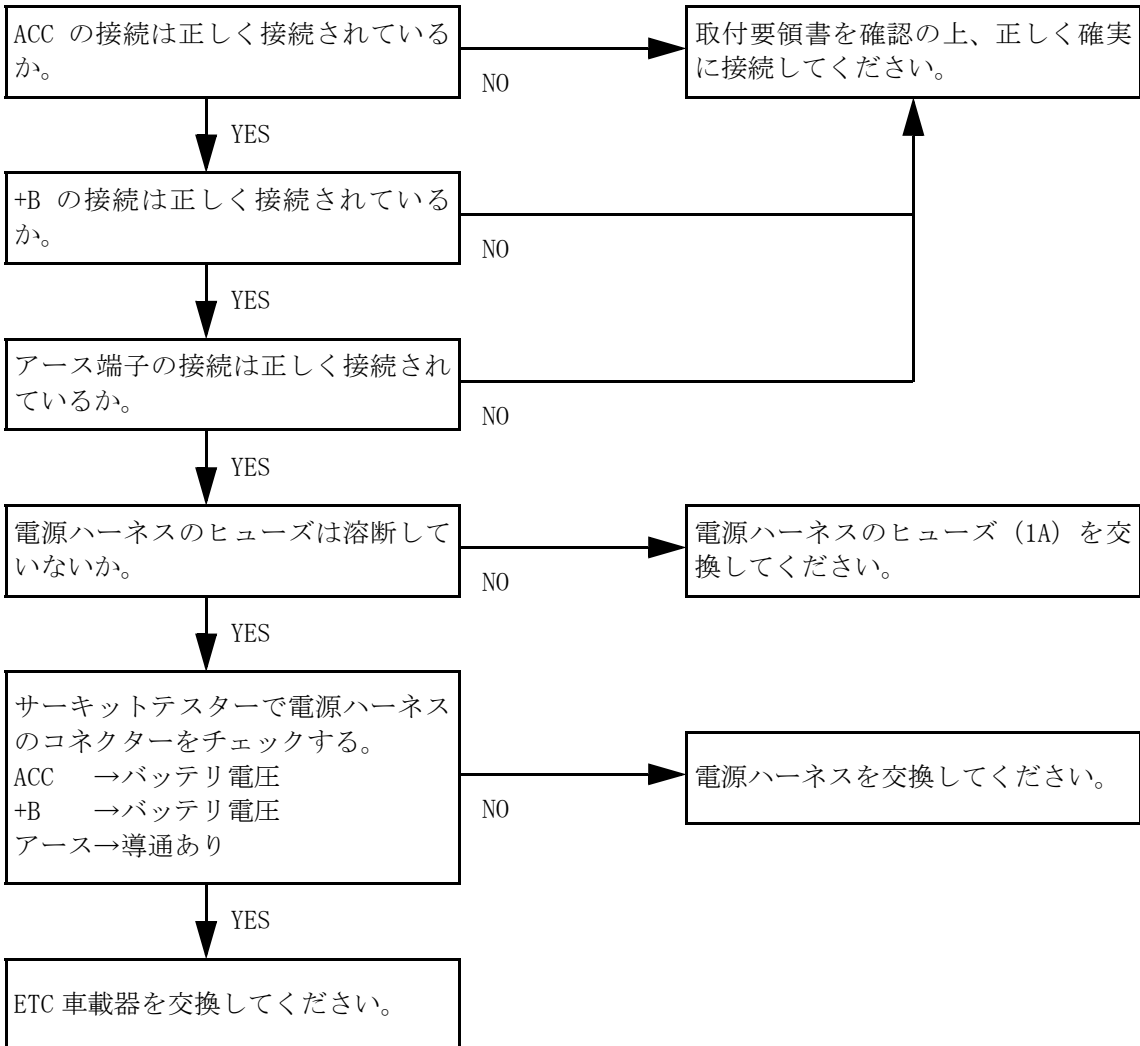 ACC の接続は正しく接続されている
か。
NO
取付要領書を確認の上、正しく確実
に接続してください。
YES
+B の接続は正しく接続されている
か。
NO
YES
アース端子の接続は正しく接続され
ているか。
NO
YES
電源ハーネスのヒューズは溶断して
いないか。
NO
電源ハーネスのヒューズ (1A) を交
換してください。
YES
サーキットテスターで電源ハーネス
のコネクターをチェックする。
ACC →バッテリ電圧
+B →バッテリ電圧
アース→導通あり
NO
電源ハーネスを交換してください。
YES
ETC 車載器を交換してください。